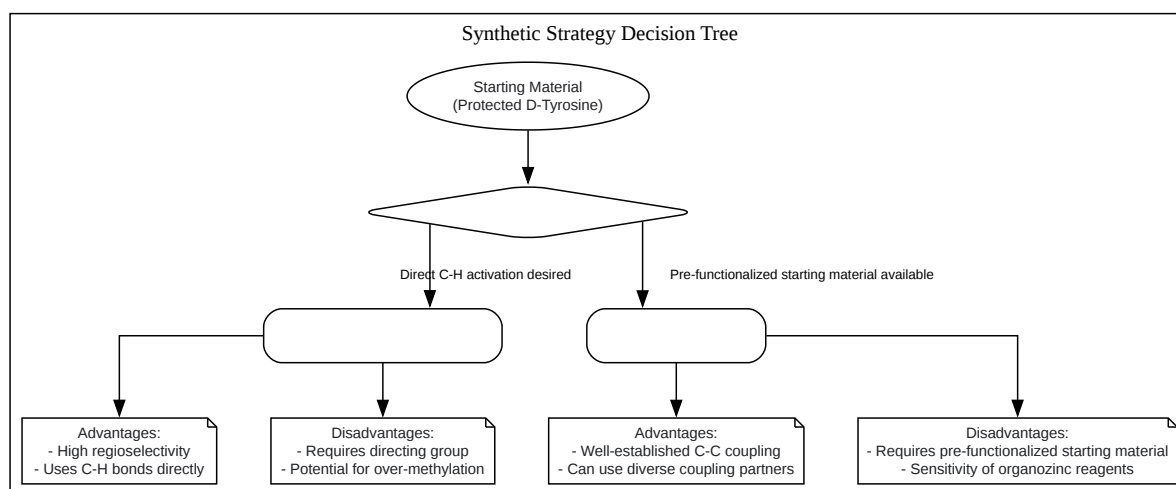 Synthetic Strategy Decision Tree
Starting Material
(Protected D-Tyrosine)
Direct C-H activation desired
Pre-functionalized starting material available
Advantages:
- High regioselectivity
- Uses C-H bonds directly
Disadvantages:
- Requires directing group
- Potential for over-methylation
Advantages:
- Well-established C-C coupling
- Can use diverse coupling partners
Disadvantages:
- Requires pre-functionalized starting material
- Sensitivity of organozinc reagents